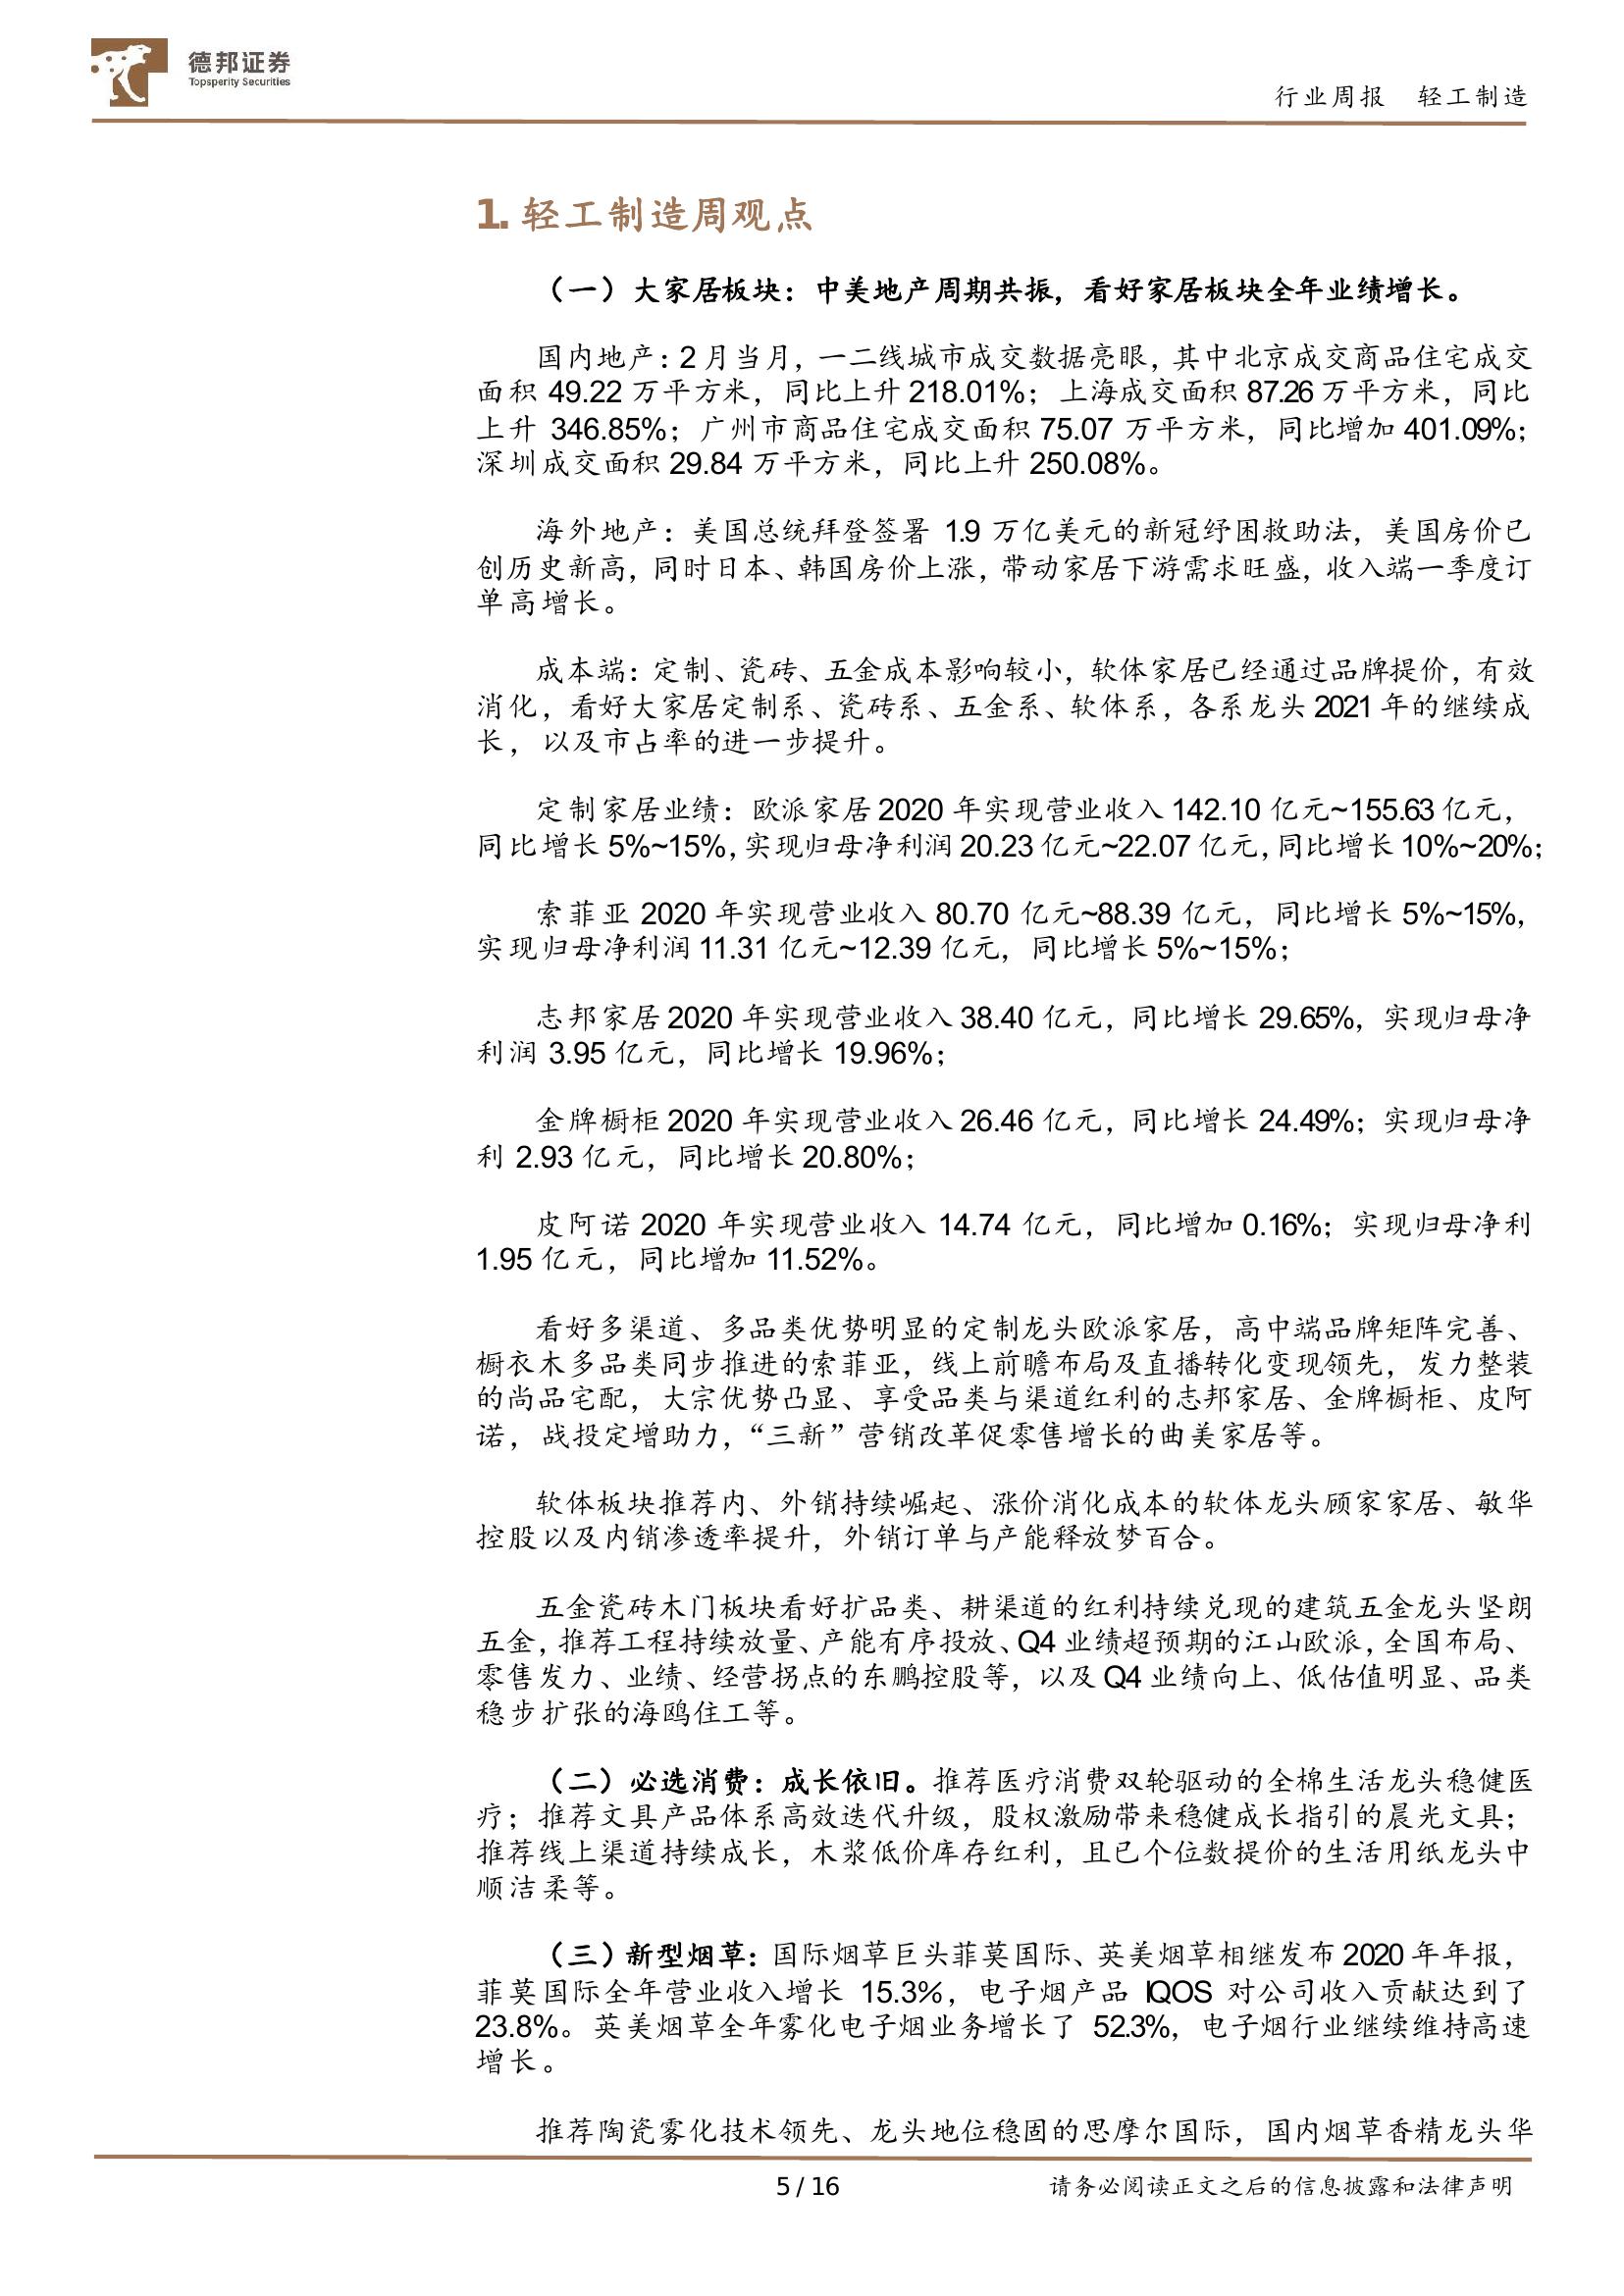 德邦证券
Topsperity Securities
行业周报 轻工制造
1. 轻工制造周观点
（一）大家居板块：中美地产周期共振，看好家居板块全年业绩增长。
国内地产：2 月当月，一二线城市成交数据亮眼，其中北京成交商品住宅成交
面积 49.22 万平方米，同比上升 218.01%；上海成交面积 87.26 万平方米，同比
上升 346.85%；广州市商品住宅成交面积 75.07 万平方米，同比增加 401.09%；
深圳成交面积 29.84 万平方米，同比上升 250.08%。
海外地产：美国总统拜登签署 1.9 万亿美元的新冠纾困救助法，美国房价已
创历史新高，同时日本、韩国房价上涨，带动家居下游需求旺盛，收入端一季度订
单高增长。
成本端：定制、瓷砖、五金成本影响较小，软体家居已经通过品牌提价，有效
消化，看好大家居定制系、瓷砖系、五金系、软体系，各系龙头 2021 年的继续成
长，以及市占率的进一步提升。
定制家居业绩：欧派家居 2020 年实现营业收入 142.10 亿元~155.63 亿元，
同比增长 5%~15%，实现归母净利润 20.23 亿元~22.07 亿元，同比增长 10%~20%；
索菲亚 2020 年实现营业收入 80.70 亿元~88.39 亿元，同比增长 5%~15%，
实现归母净利润 11.31 亿元~12.39 亿元，同比增长 5%~15%；
志邦家居 2020 年实现营业收入 38.40 亿元，同比增长 29.65%，实现归母净
利润 3.95 亿元，同比增长 19.96%；
金牌橱柜 2020 年实现营业收入 26.46 亿元，同比增长 24.49%；实现归母净
利 2.93 亿元，同比增长 20.80%；
皮阿诺 2020 年实现营业收入 14.74 亿元，同比增加 0.16%；实现归母净利
1.95 亿元，同比增加 11.52%。
看好多渠道、多品类优势明显的定制龙头欧派家居，高中端品牌矩阵完善、
橱衣木多品类同步推进的索菲亚，线上前瞻布局及直播转化变现领先，发力整装
的尚品宅配，大宗优势凸显、享受品类与渠道红利的志邦家居、金牌橱柜、皮阿
诺，战投定增助力，“三新”营销改革促零售增长的曲美家居等。
软体板块推荐内、外销持续崛起、涨价消化成本的软体龙头顾家家居、敏华
控股以及内销渗透率提升，外销订单与产能释放梦百合。
五金瓷砖木门板块看好扩品类、耕渠道的红利持续兑现的建筑五金龙头坚朗
五金，推荐工程持续放量、产能有序投放、Q4 业绩超预期的江山欧派，全国布局、
零售发力、业绩、经营拐点的东鹏控股等，以及 Q4 业绩向上、低估值明显、品类
稳步扩张的海鸥住工等。
（二）必选消费：成长依旧。推荐医疗消费双轮驱动的全棉生活龙头稳健医
疗；推荐文具产品体系高效迭代升级，股权激励带来稳健成长指引的晨光文具；
推荐线上渠道持续成长，木浆低价库存红利，且已个位数提价的生活用纸龙头中
顺洁柔等。
（三）新型烟草：国际烟草巨头菲莫国际、英美烟草相继发布 2020 年年报，
菲莫国际全年营业收入增长 15.3%，电子烟产品 IQOS 对公司收入贡献达到了
23.8%。英美烟草全年雾化电子烟业务增长了 52.3%，电子烟行业继续维持高速
增长。
推荐陶瓷雾化技术领先、龙头地位稳固的思摩尔国际，国内烟草香精龙头华
5 / 16 请务必阅读正文之后的信息披露和法律声明